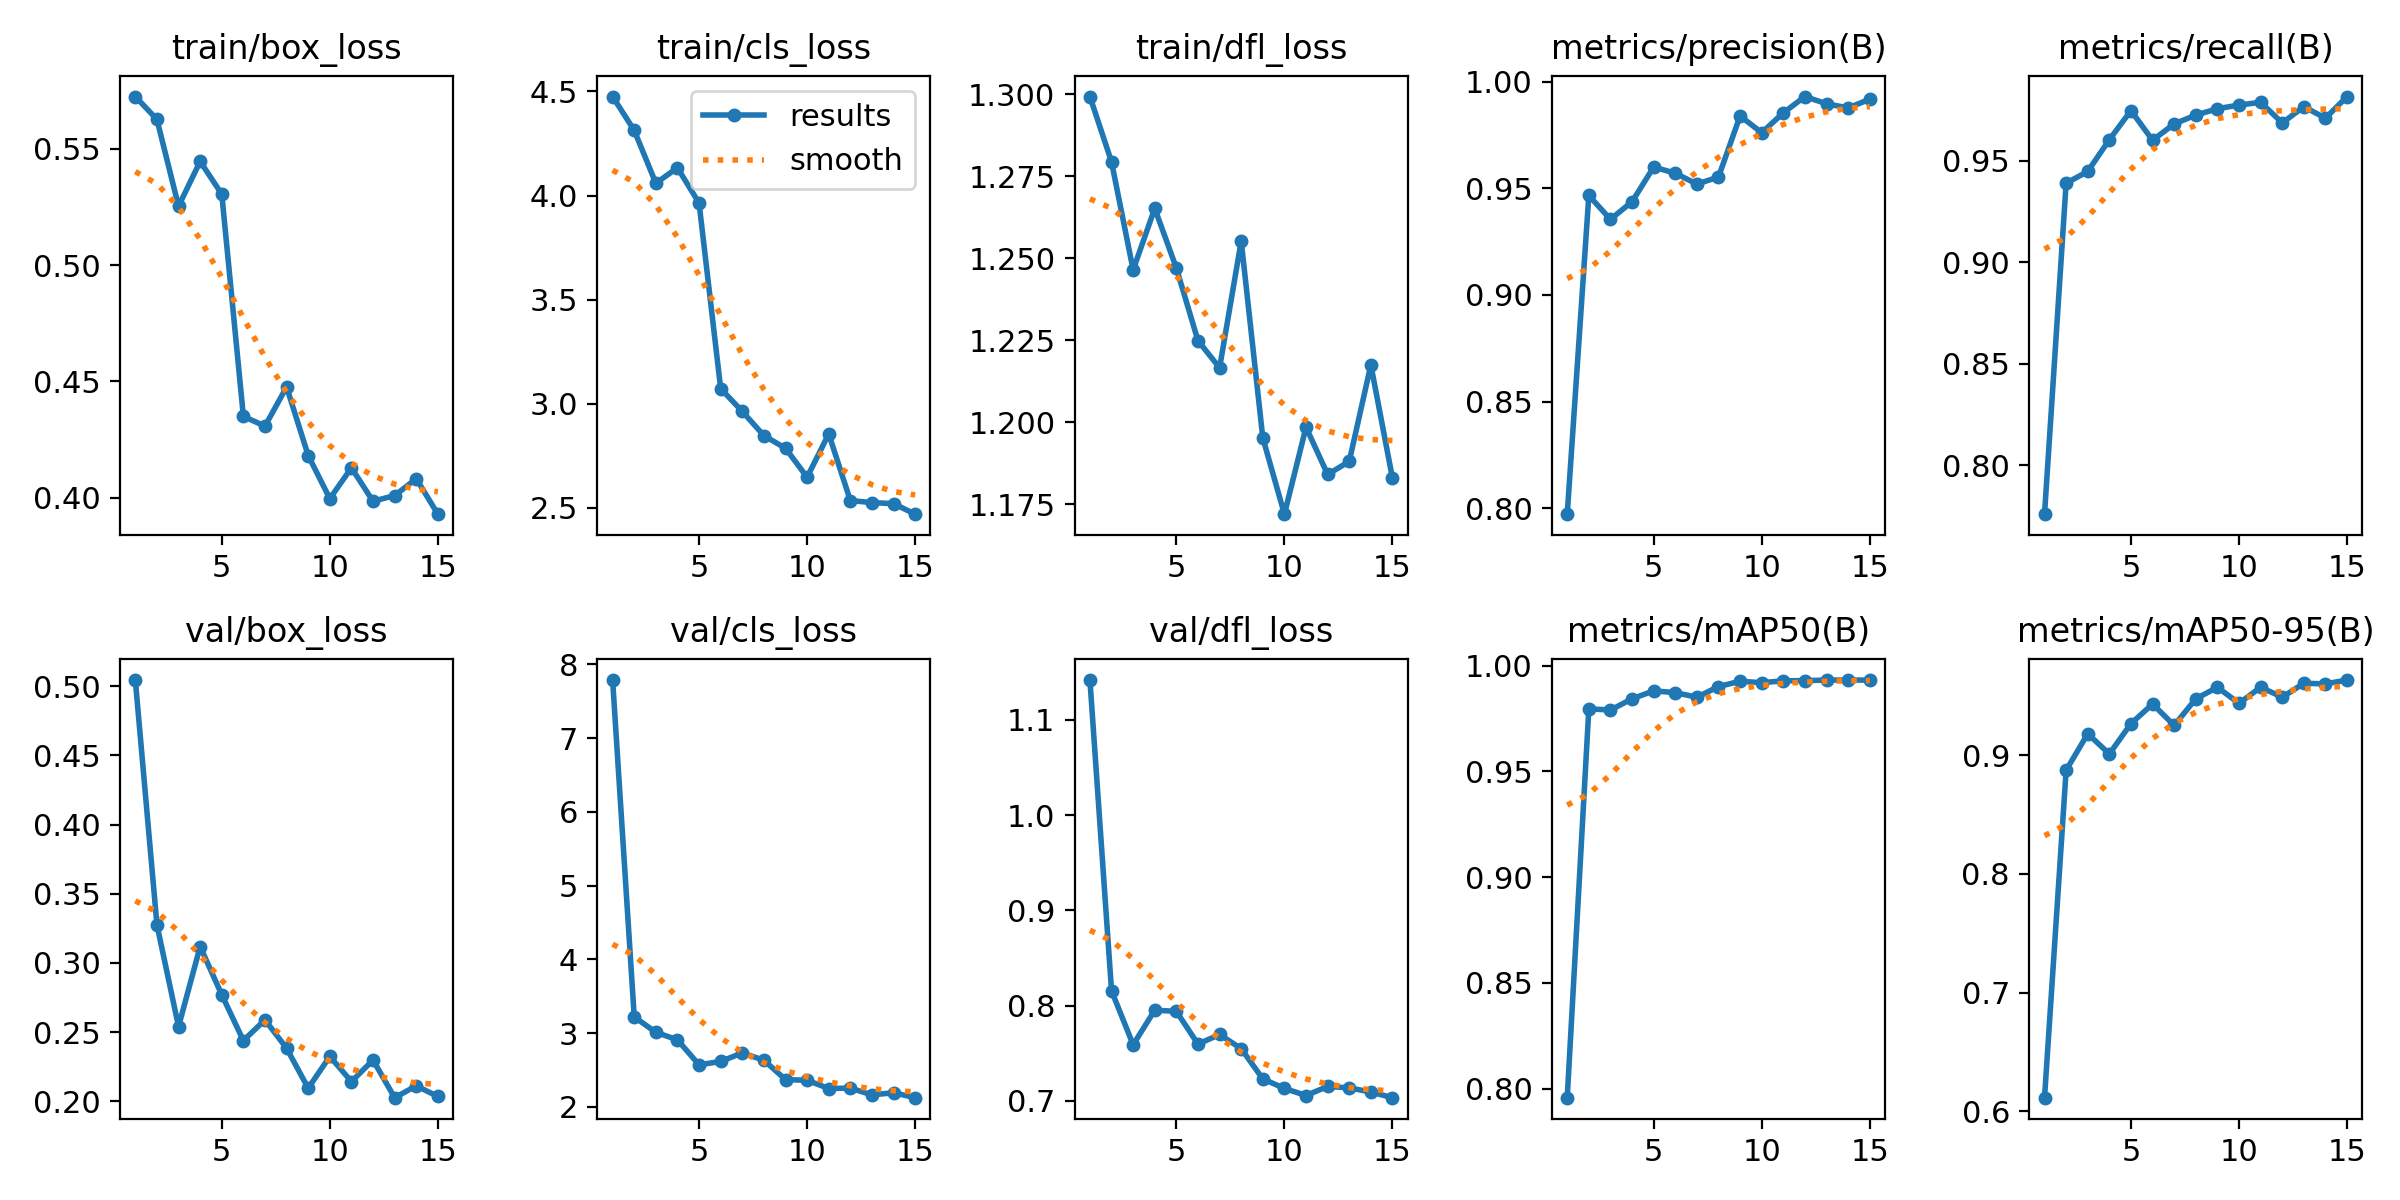 train/box_loss
train/cls_loss
train/dfl_loss
metrics/precision(B)
metrics/recall(B)
0.55
0.50
0.45
0.40
5 10 15
4.5
4.0
3.5
3.0
2.5
results
smooth
5 10 15
1.300
1.275
1.250
1.225
1.200
1.175
5 10 15
1.00
0.95
0.90
0.85
0.80
5 10 15
0.95
0.90
0.85
0.80
5 10 15
val/box_loss
val/cls_loss
val/dfl_loss
metrics/mAP50(B)
metrics/mAP50-95(B)
0.50
0.45
0.40
0.35
0.30
0.25
0.20
5 10 15
8
7
6
5
4
3
2
5 10 15
1.1
1.0
0.9
0.8
0.7
5 10 15
1.00
0.95
0.90
0.85
0.80
5 10 15
0.9
0.8
0.7
0.6
5 10 15